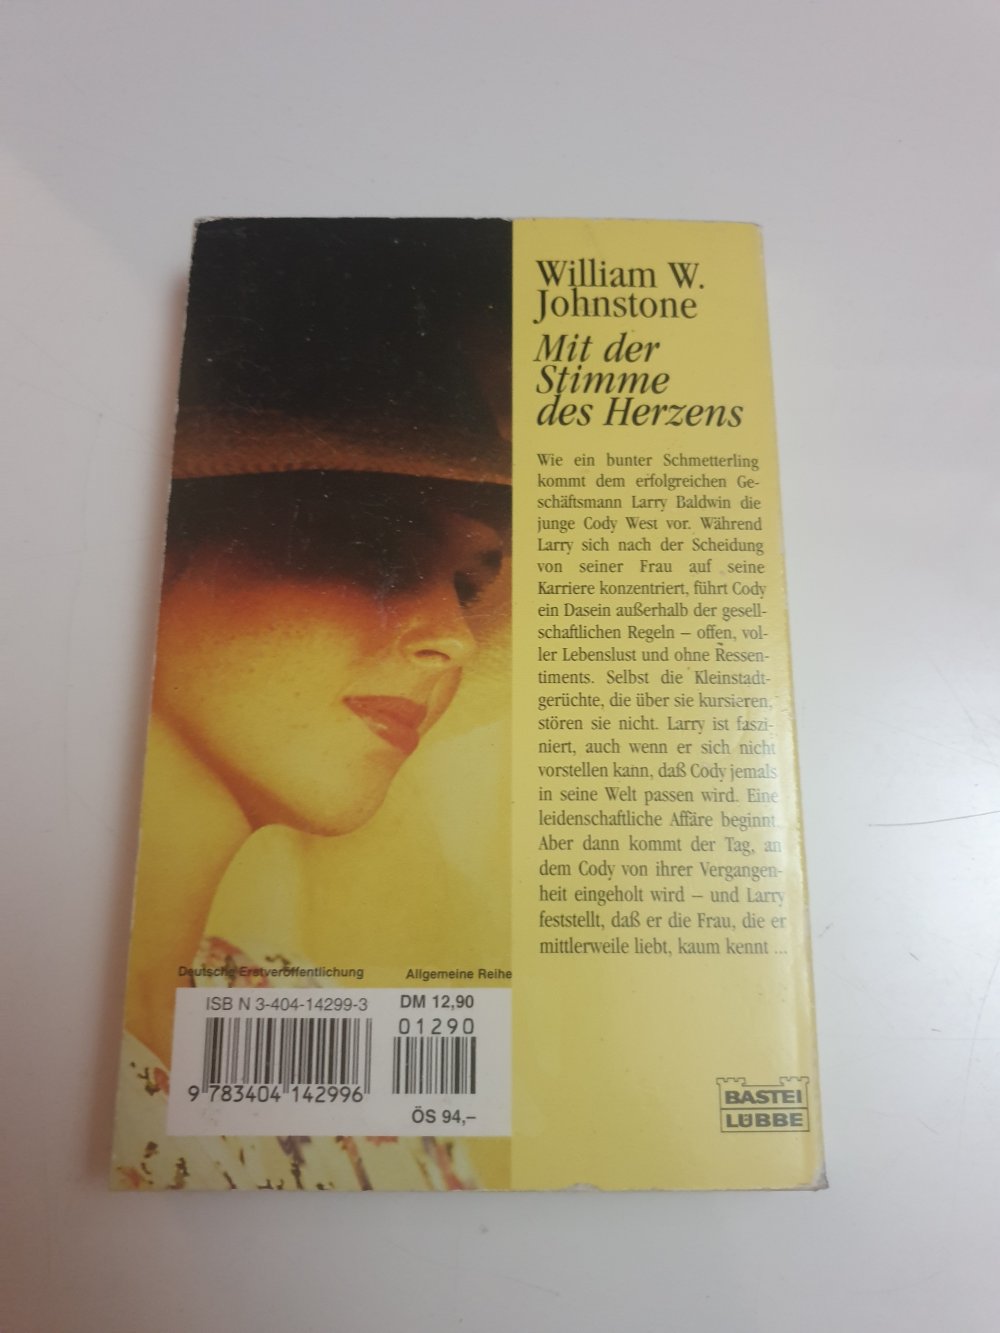 William W.
Johnstone
Mit der
Stimme
des Herzens
Wie ein bunter Schmetterling
kommt dem erfolgreichen Ge-
schäftsmann Larry Baldwin die
junge Cody West vor. Während
Larry sich nach der Scheidung
von seiner Frau auf seine
Karriere konzentriert, führt Cody
ein Dasein außerhalb der gesell-
schaftlichen Regeln – offen, vol-
ler Lebenslust und ohne Ressen-
timents. Selbst die Kleinstadt-
gerüchte, die über sie kursieren,
stören sie nicht. Larry ist faszi-
niert, auch wenn er sich nicht
vorstellen kann, daß Cody jemals
in seine Welt passen wird. Eine
leidenschaftliche Affäre beginnt.
Aber dann kommt der Tag, an
dem Cody von ihrer Vergangen-
heit eingeholt wird – und Larry
feststellt, daß er die Frau, die er
mittlerweile liebt, kaum kennt ...
Deutsche Erstveröffentlichung Allgemeine Reihe
ISBN 3-404-14299-3 DM 12,90
01290
9 783404 142996
ÖS 94,–
BASTEI
LÜBBE